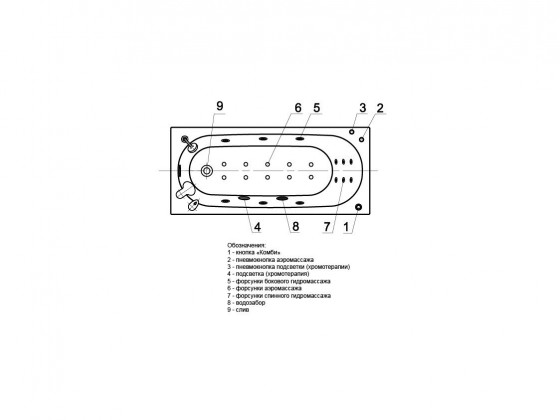 9 6 5 3 2
4 8 7 1
Обозначения:
1 - кнопка «Комби»
2 - пневмокнопка аэромассажа
3 - пневмокнопка подсветки (хромотерапии)
4 - подсветка (хромотерапия)
5 - форсунки бокового гидромассажа
6 - форсунки аэромассажа
7 - форсунки спинного гидромассажа
8 - водозабор
9 - слив